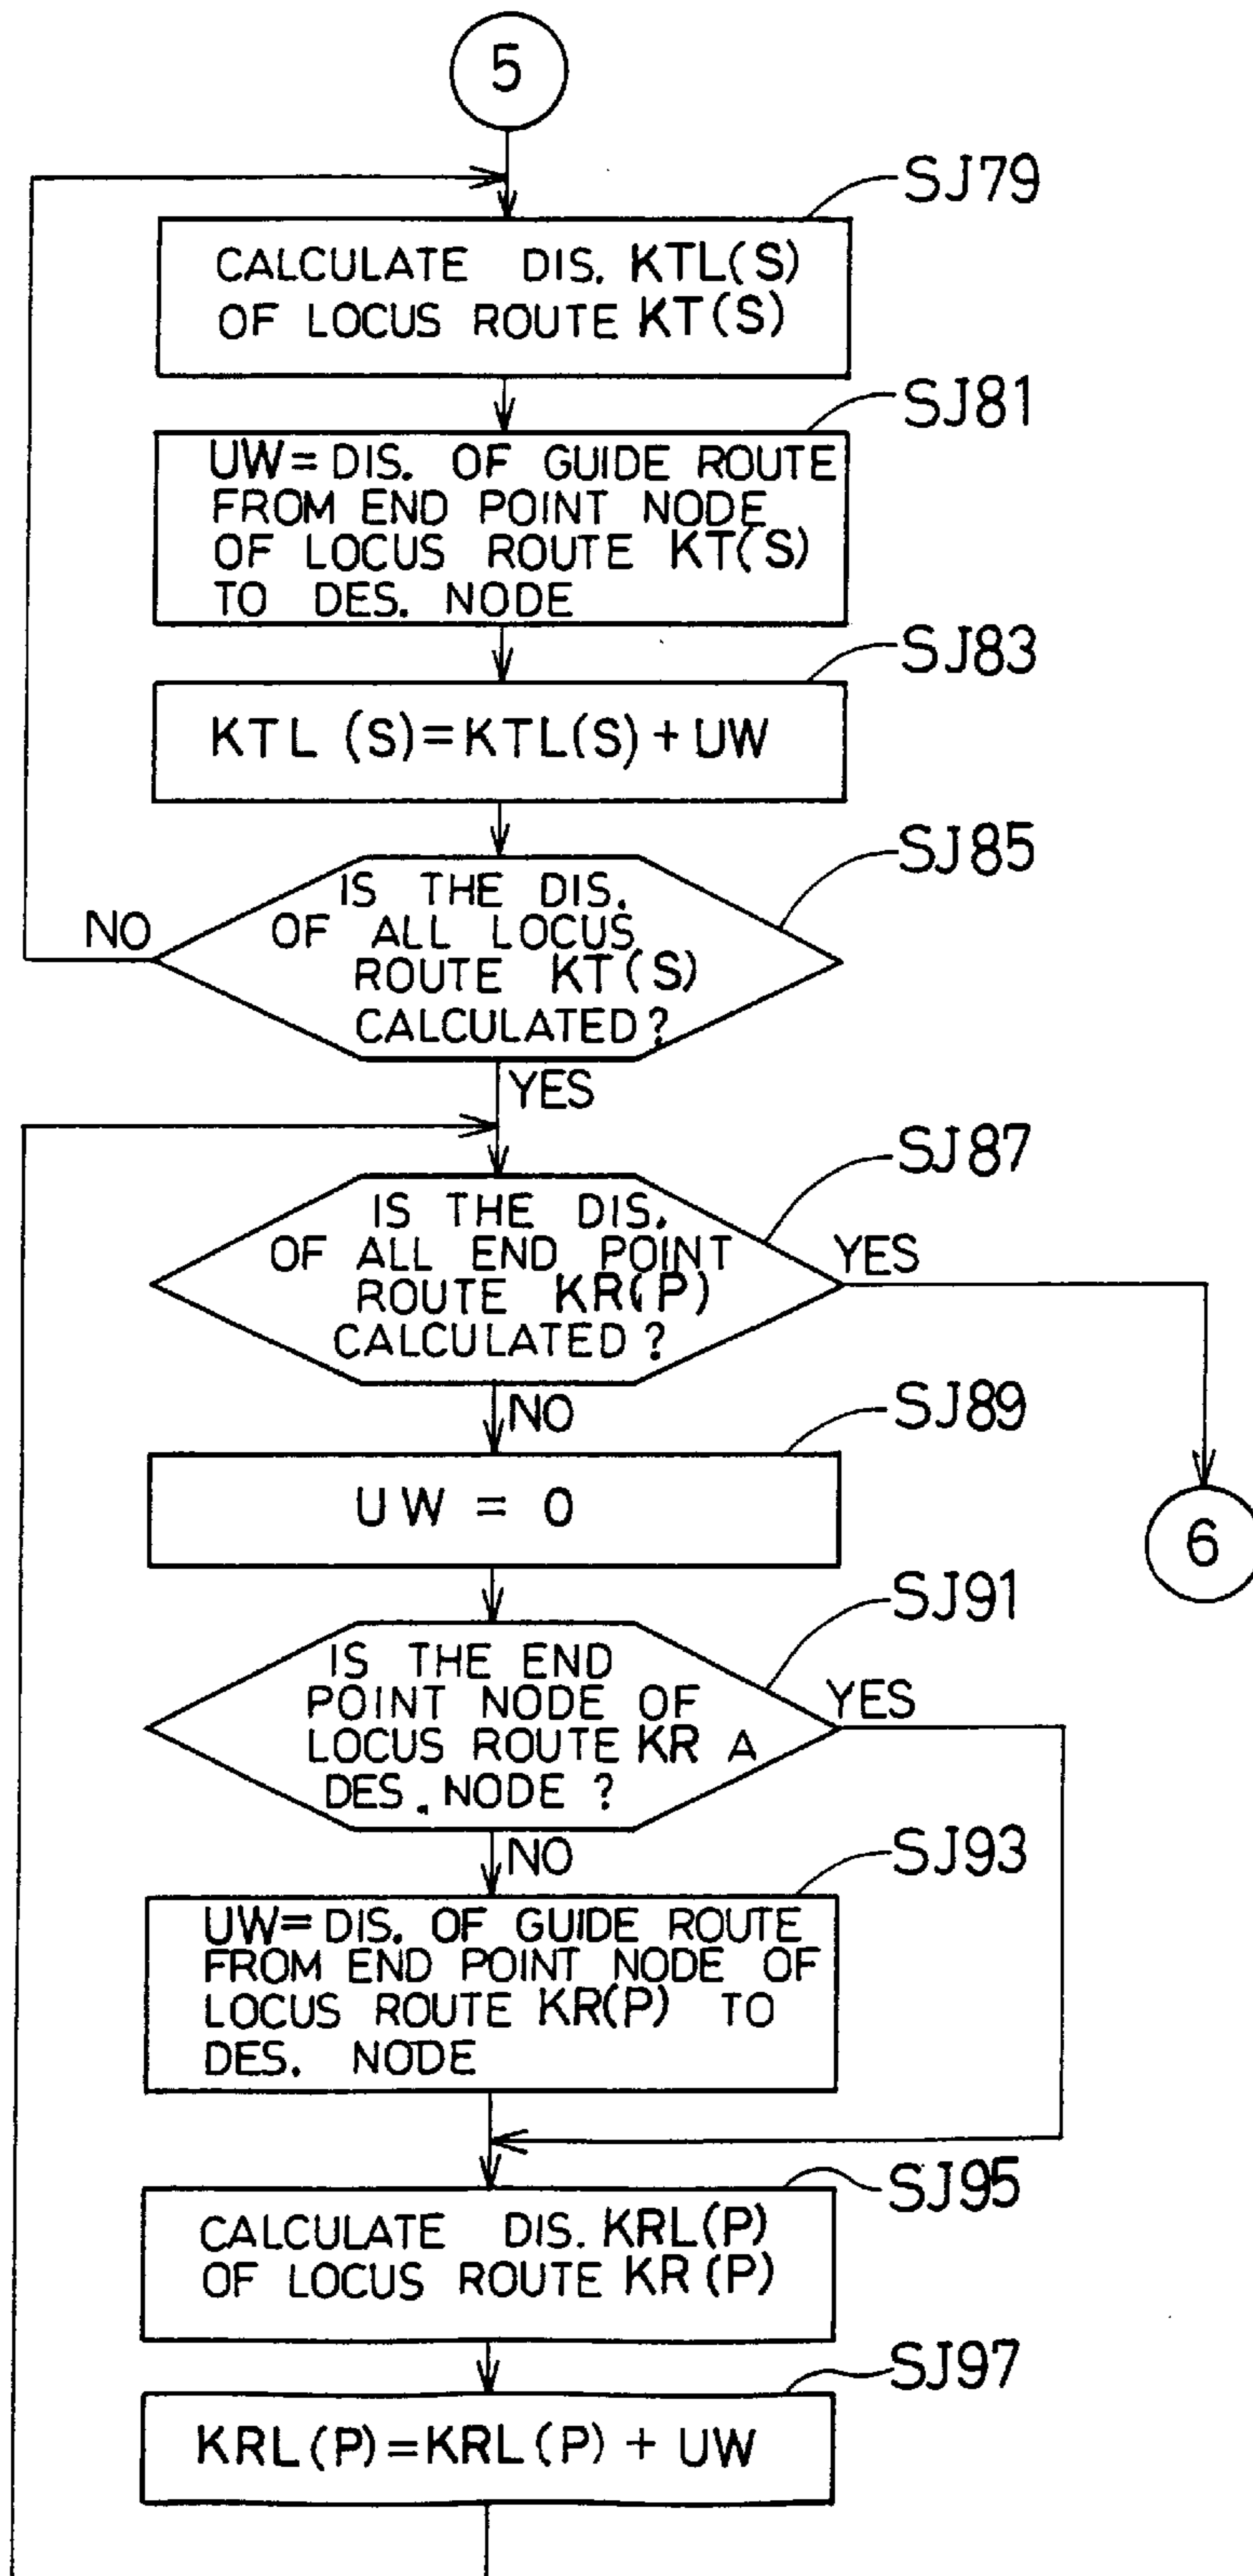 5
SJ79
CALCULATE DIS. KTL(S)
OF LOCUS ROUTE KT(S)
SJ81
UW=DIS. OF GUIDE ROUTE
FROM END POINT NODE
OF LOCUS ROUTE KT(S)
TO DES. NODE
SJ83
KTL (S)=KTL(S)+UW
SJ85
IS THE DIS.
OF ALL LOCUS
ROUTE KT(S)
CALCULATED?
NO
YES
SJ87
IS THE DIS.
OF ALL END POINT
ROUTE KR(P)
CALCULATED?
YES
NO
SJ89
UW = 0
6
SJ91
IS THE END
POINT NODE OF
LOCUS ROUTE KR A
DES. NODE ?
YES
NO
SJ93
UW=DIS. OF GUIDE ROUTE
FROM END POINT NODE OF
LOCUS ROUTE KR(P) TO
DES. NODE
SJ95
CALCULATE DIS. KRL(P)
OF LOCUS ROUTE KR(P)
SJ97
KRL(P)=KRL(P) + UW